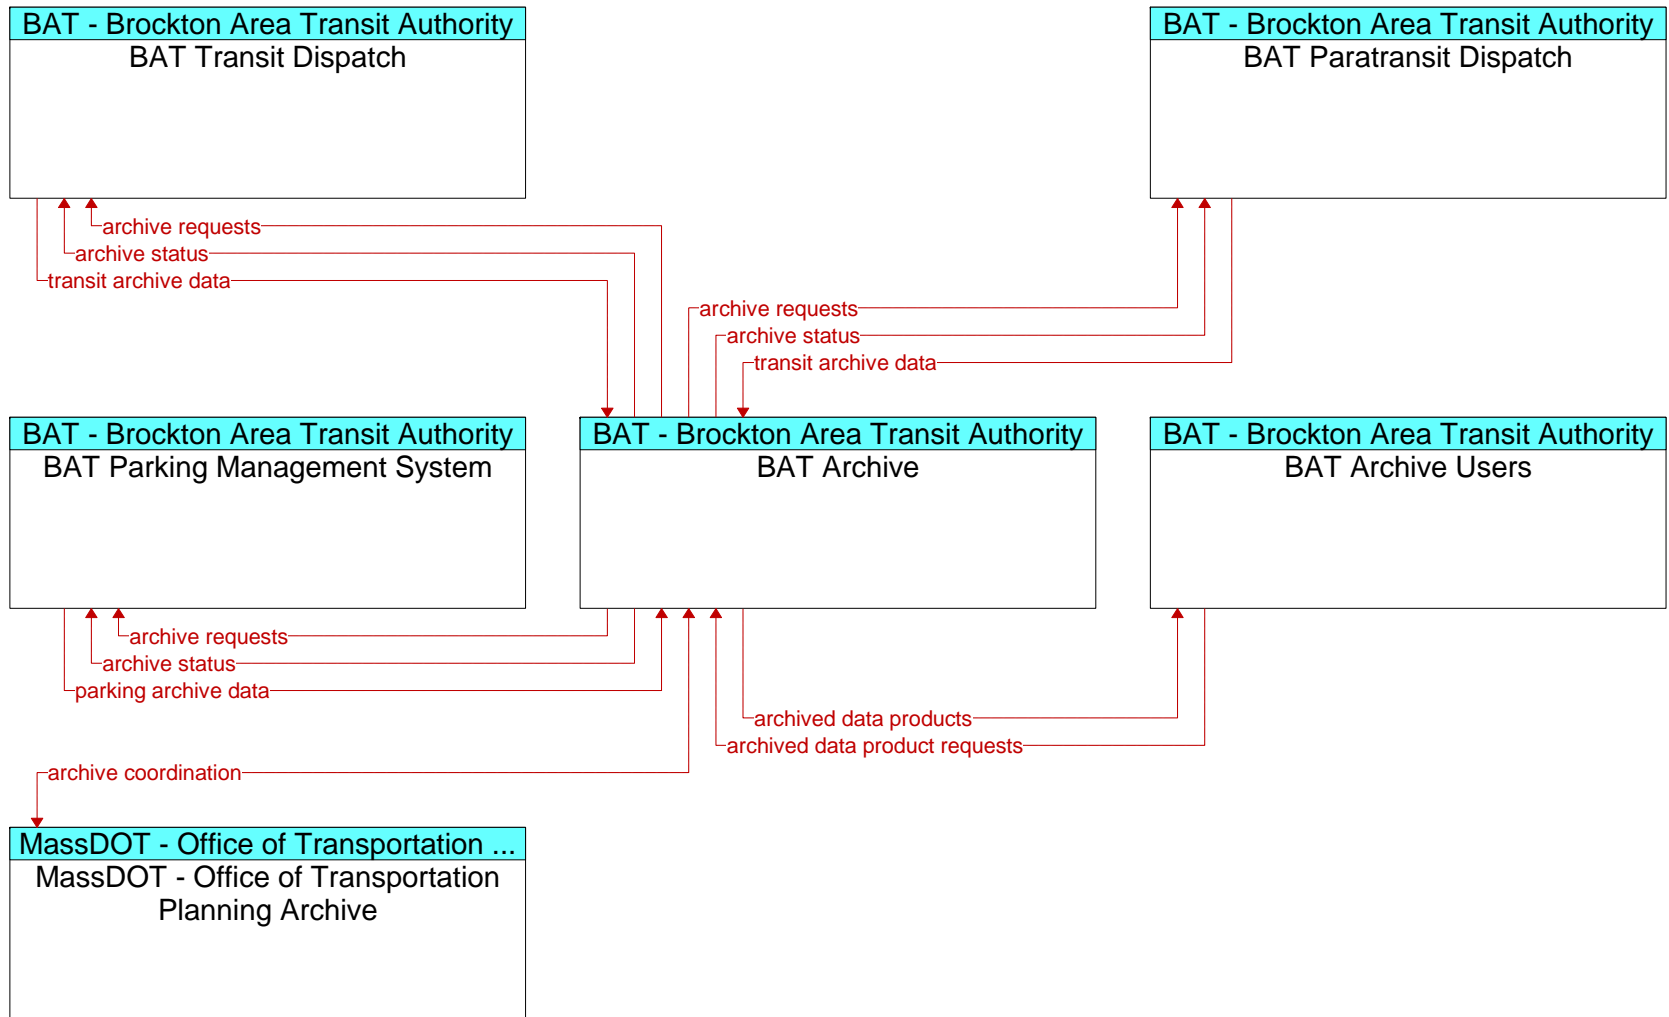 BAT - Brockton Area Transit Authority
BAT Transit Dispatch
BAT - Brockton Area Transit Authority
BAT Paratransit Dispatch
archive requests
archive status
transit archive data
archive requests
archive status
transit archive data
BAT - Brockton Area Transit Authority
BAT Parking Management System
BAT - Brockton Area Transit Authority
BAT Archive
BAT - Brockton Area Transit Authority
BAT Archive Users
archive requests
archive status
parking archive data
archived data products
archived data product requests
archive coordination
MassDOT - Office of Transportation ...
MassDOT - Office of Transportation
Planning Archive